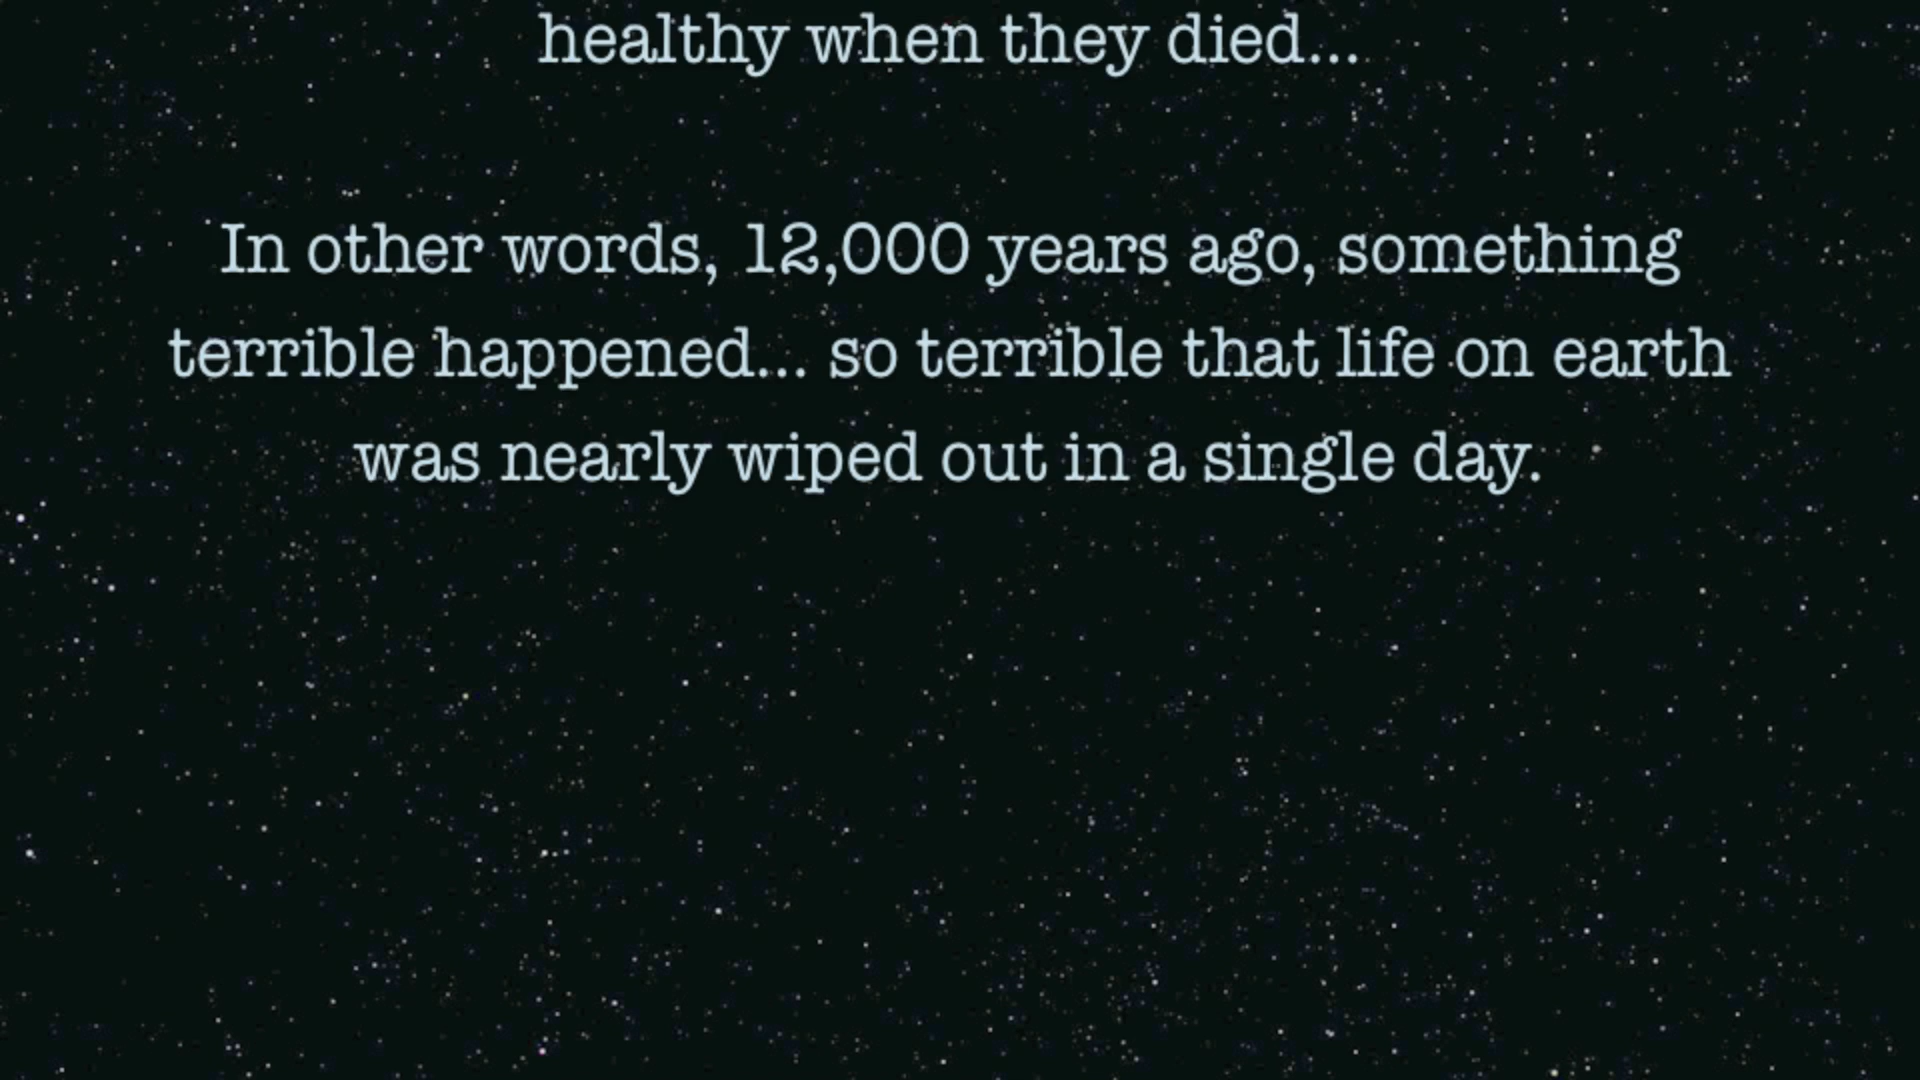 healthy when they died...
In other words, 12,000 years ago, something
terrible happened... so terrible that life on earth
was nearly wiped out in a single day.